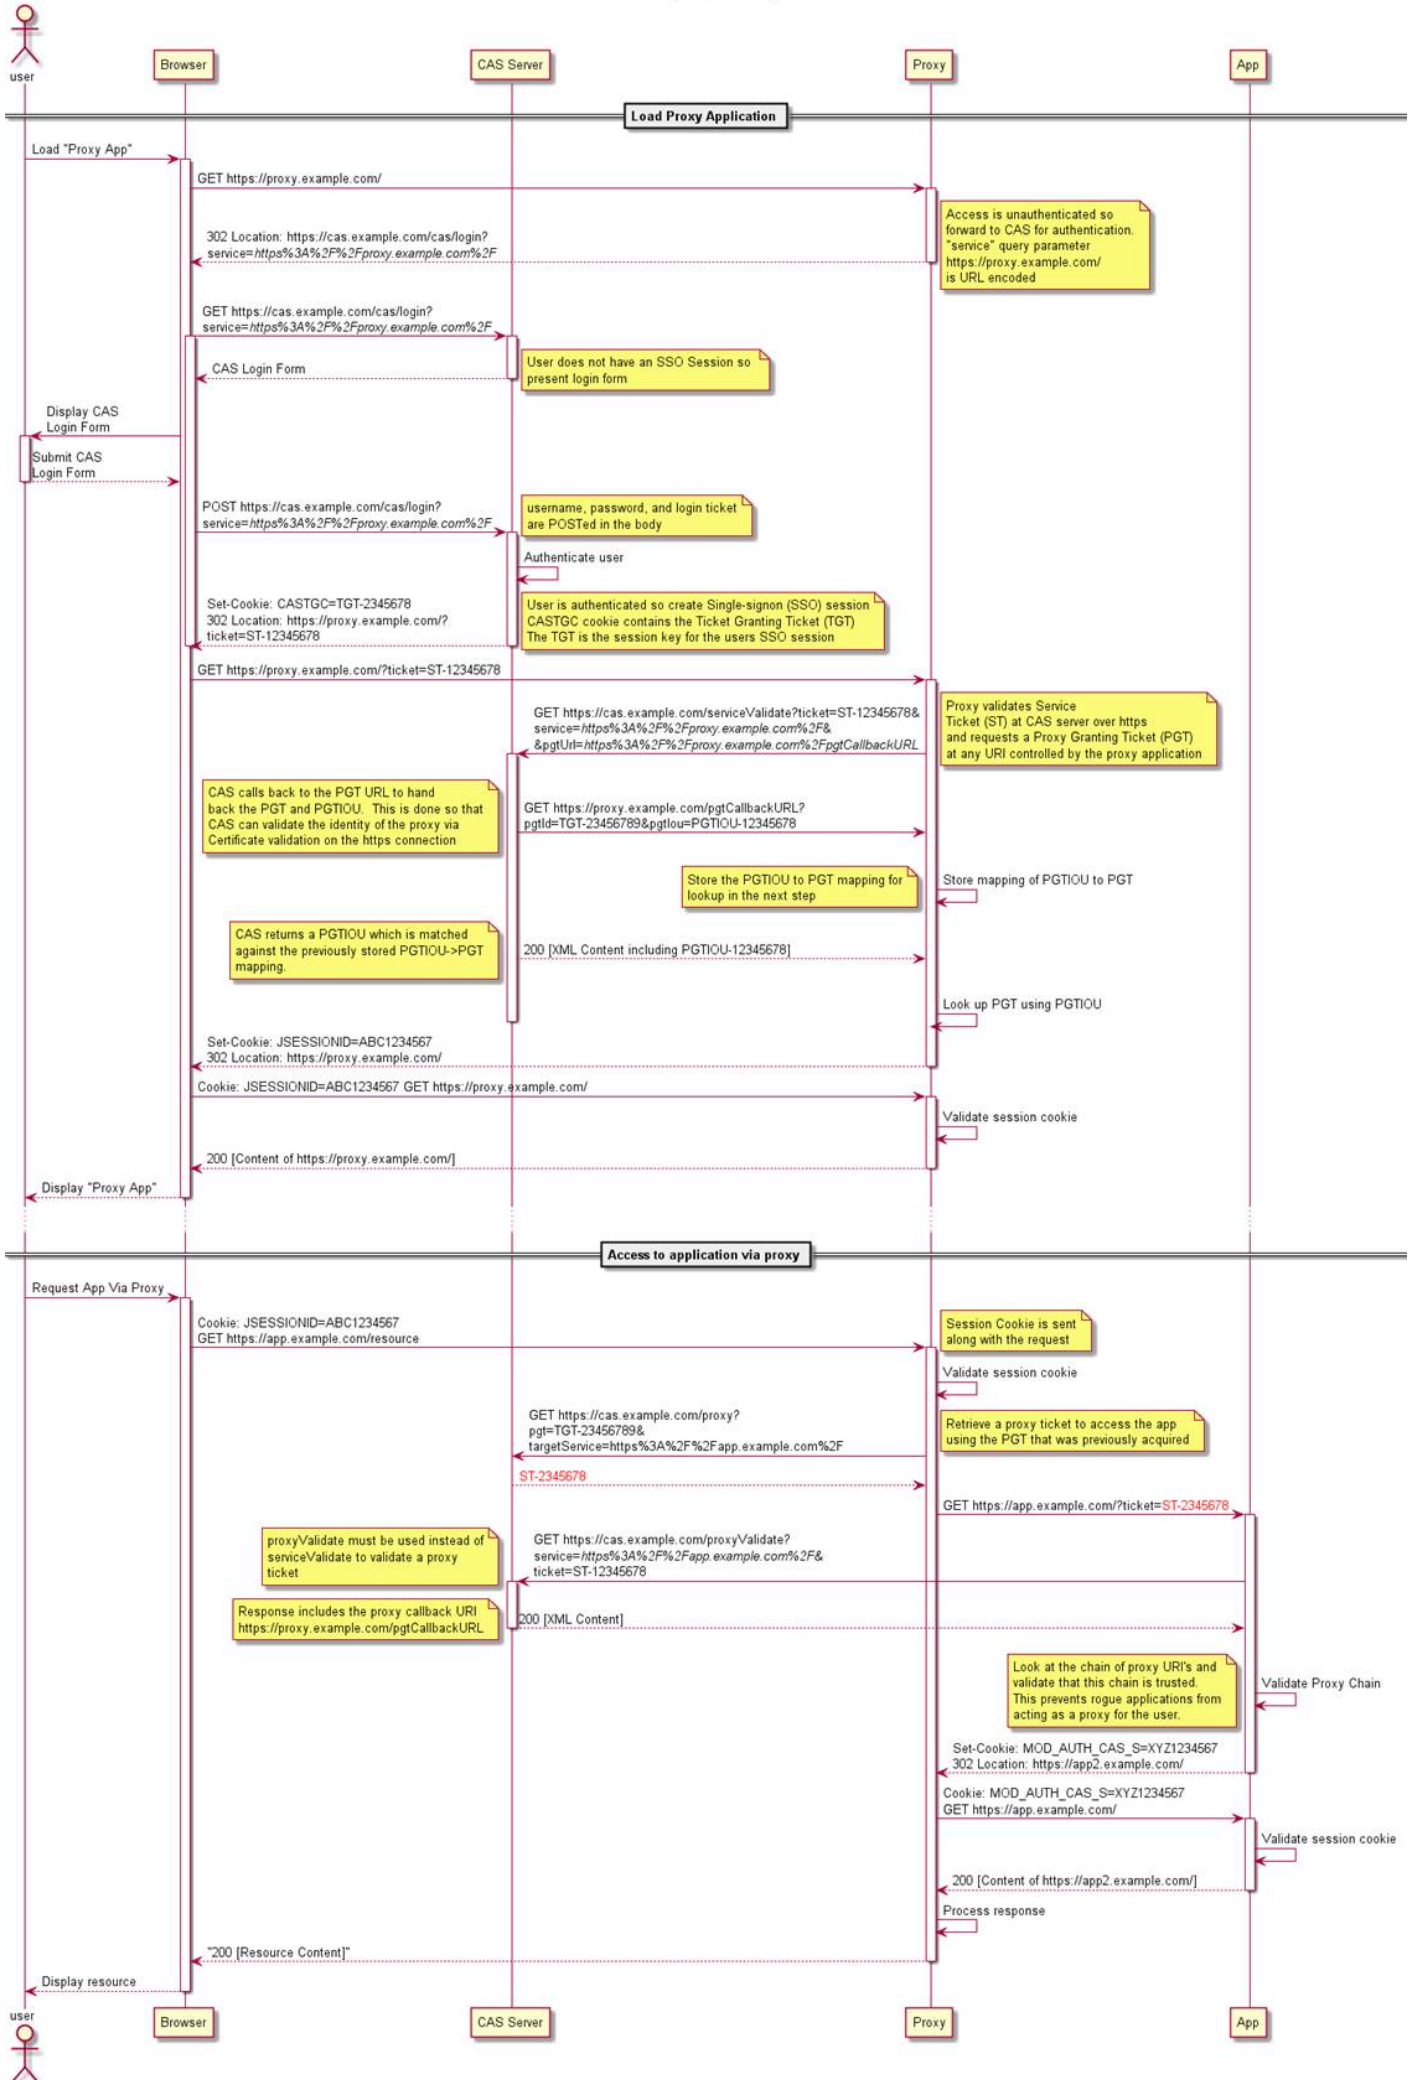 user
Browser
CAS Server
Proxy
App
Load Proxy Application
Load "Proxy App"
GET https://proxy.example.com/
Access is unauthenticated so
forward to CAS for authentication.
"service" query parameter
https://proxy.example.com/
is URL encoded
302 Location: https://cas.example.com/cas/login?
service=https%3A%2F%2Fproxy.example.com%2F
GET https://cas.example.com/cas/login?
service=https%3A%2F%2Fproxy.example.com%2F
User does not have an SSO Session so
present login form
CAS Login Form
Display CAS
Login Form
Submit CAS
Login Form
POST https://cas.example.com/cas/login?
service=https%3A%2F%2Fproxy.example.com%2F
username, password, and login ticket
are POSTed in the body
Authenticate user
Set-Cookie: CASTGC=TGT-2345678
302 Location: https://proxy.example.com/?
ticket=ST-12345678
User is authenticated so create Single-signon (SSO) session
CASTGC cookie contains the Ticket Granting Ticket (TGT)
The TGT is the session key for the users SSO session
GET https://proxy.example.com/?ticket=ST-12345678
GET https://cas.example.com/serviceValidate?ticket=ST-12345678&
service=https%3A%2F%2Fproxy.example.com%2F&
&pgtUrl=https%3A%2F%2Fproxy.example.com%2FpgtCallbackURL
Proxy validates Service
Ticket (ST) at CAS server over https
and requests a Proxy Granting Ticket (PGT)
at any URI controlled by the proxy application
CAS calls back to the PGT URL to hand
back the PGT and PGTIOU.  This is done so that
CAS can validate the identity of the proxy via
Certificate validation on the https connection
GET https://proxy.example.com/pgtCallbackURL?
pgtId=TGT-23456789&pgtIou=PGTIOU-12345678
Store the PGTIOU to PGT mapping for
lookup in the next step
Store mapping of PGTIOU to PGT
CAS returns a PGTIOU which is matched
against the previously stored PGTIOU->PGT
mapping.
200 [XML Content including PGTIOU-12345678]
Look up PGT using PGTIOU
Set-Cookie: JSESSIONID=ABC1234567
302 Location: https://proxy.example.com/
Cookie: JSESSIONID=ABC1234567 GET https://proxy.example.com/
Validate session cookie
200 [Content of https://proxy.example.com/]
Display "Proxy App"
Access to application via proxy
Request App Via Proxy
Cookie: JSESSIONID=ABC1234567
GET https://app.example.com/resource
Session Cookie is sent
along with the request
Validate session cookie
GET https://cas.example.com/proxy?
pgt=TGT-23456789&
targetService=https%3A%2F%2Fapp.example.com%2F
Retrieve a proxy ticket to access the app
using the PGT that was previously acquired
ST-2345678
GET https://app.example.com/?ticket=ST-2345678
proxyValidate must be used instead of
serviceValidate to validate a proxy
ticket
GET https://cas.example.com/proxyValidate?
service=https%3A%2F%2Fapp.example.com%2F&
ticket=ST-12345678
Response includes the proxy callback URI
https://proxy.example.com/pgtCallbackURL
200 [XML Content]
Look at the chain of proxy URI's and
validate that this chain is trusted.
This prevents rogue applications from
acting as a proxy for the user.
Validate Proxy Chain
Set-Cookie: MOD_AUTH_CAS_S=XYZ1234567
302 Location: https://app2.example.com/
Cookie: MOD_AUTH_CAS_S=XYZ1234567
GET https://app.example.com/
Validate session cookie
200 [Content of https://app2.example.com/]
Process response
"200 [Resource Content]"
Display resource
user
Browser
CAS Server
Proxy
App